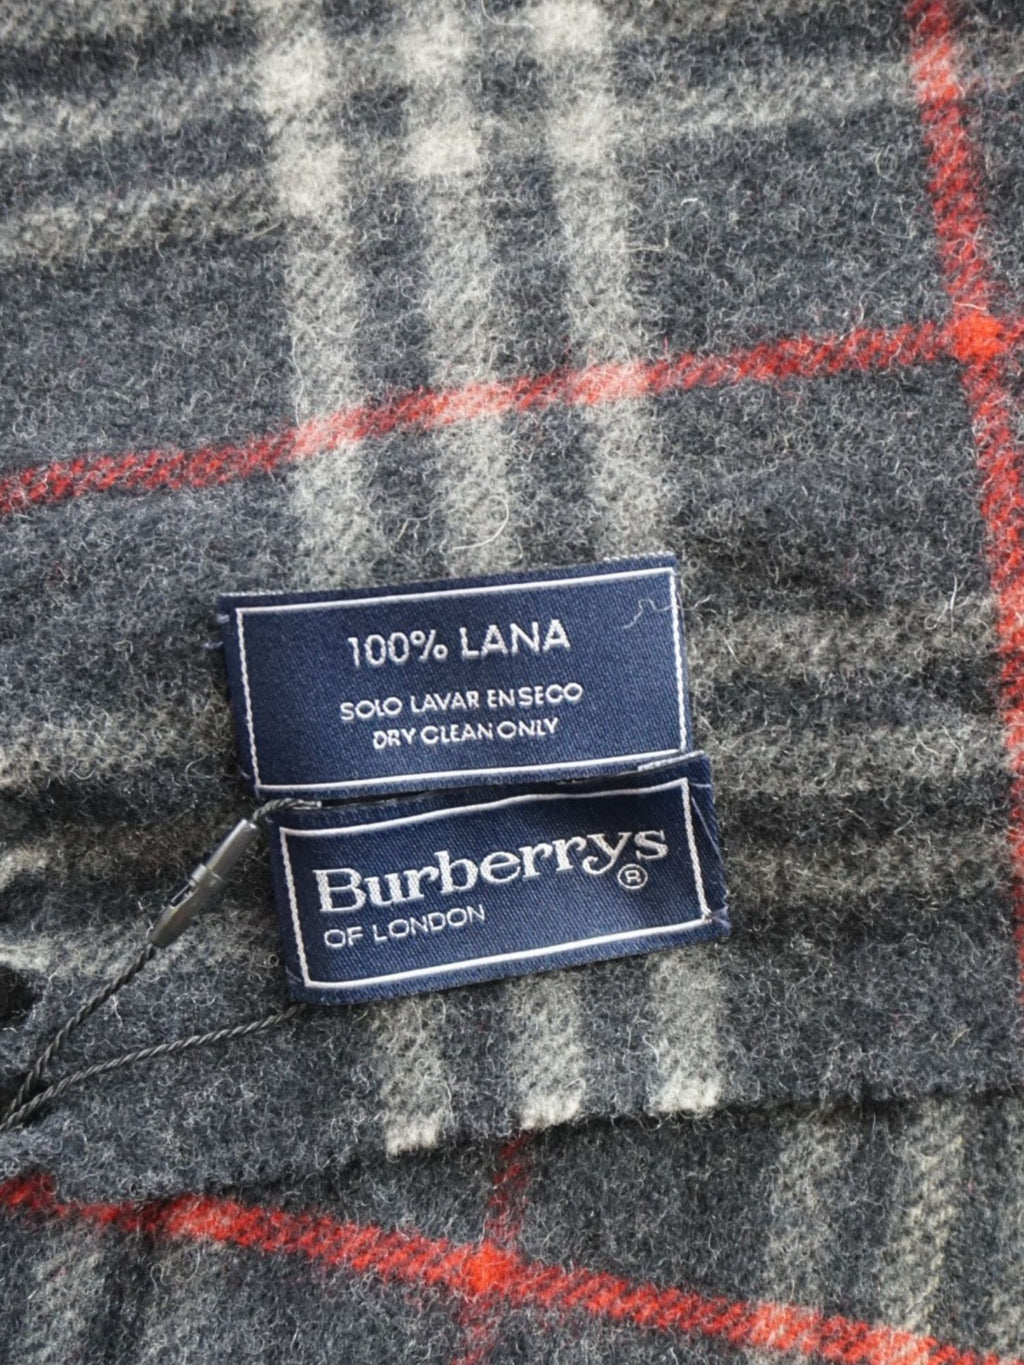 100% LANA
SOLO LAVAR EN SECO
DRY CLEAN ONLY
Burberrys ®
OF LONDON